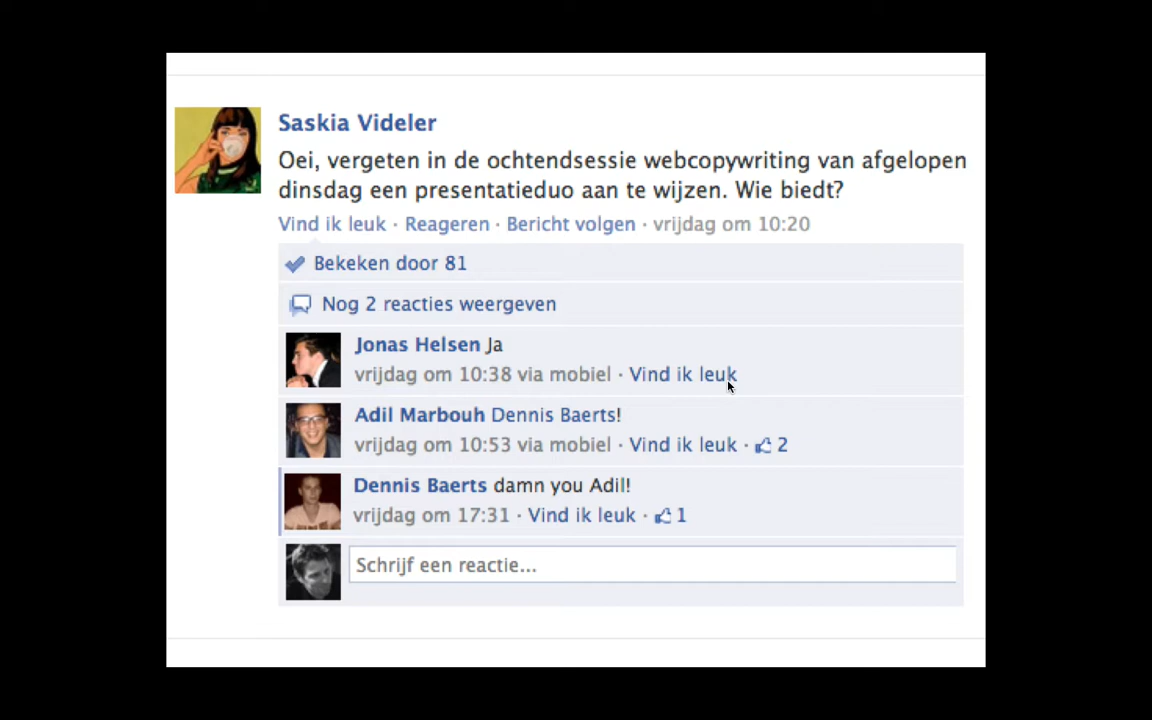 Saskia Videler
Oei, vergeten in de ochtendsessie webcopywriting van afgelopen
dinsdag een presentatieduo aan te wijzen. Wie biedt?
Vind ik leuk · Reageren · Bericht volgen · vrijdag om 10:20
Bekeken door 81
Nog 2 reacties weergeven
Jonas Helsen Ja
vrijdag om 10:38 via mobiel · Vind ik leuk
Adil Marbouh Dennis Baerts!
vrijdag om 10:53 via mobiel · Vind ik leuk · 2
Dennis Baerts damn you Adil!
vrijdag om 17:31 · Vind ik leuk · 1
Schrijf een reactie...